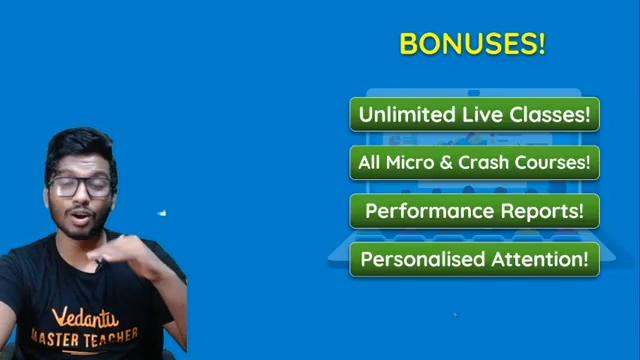 BONUSES!
Unlimited Live Classes!
All Micro & Crash Courses!
Performance Reports!
Personalised Attention!
Vedantu
MASTER TEACHER